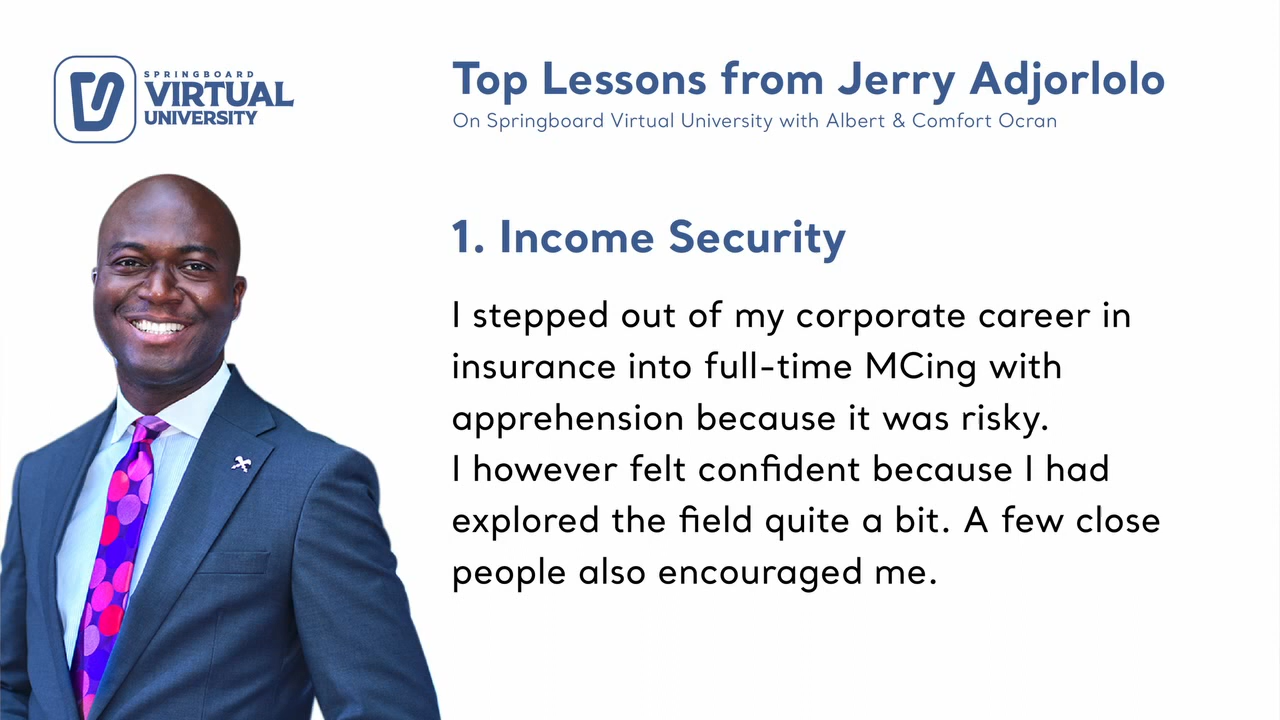 SPRINGBOARD
VIRTUAL
UNIVERSITY
Top Lessons from Jerry Adjorlolo
On Springboard Virtual University with Albert & Comfort Ocran
1. Income Security
I stepped out of my corporate career in
insurance into full-time MCing with
apprehension because it was risky.
I however felt confident because I had
explored the field quite a bit. A few close
people also encouraged me.